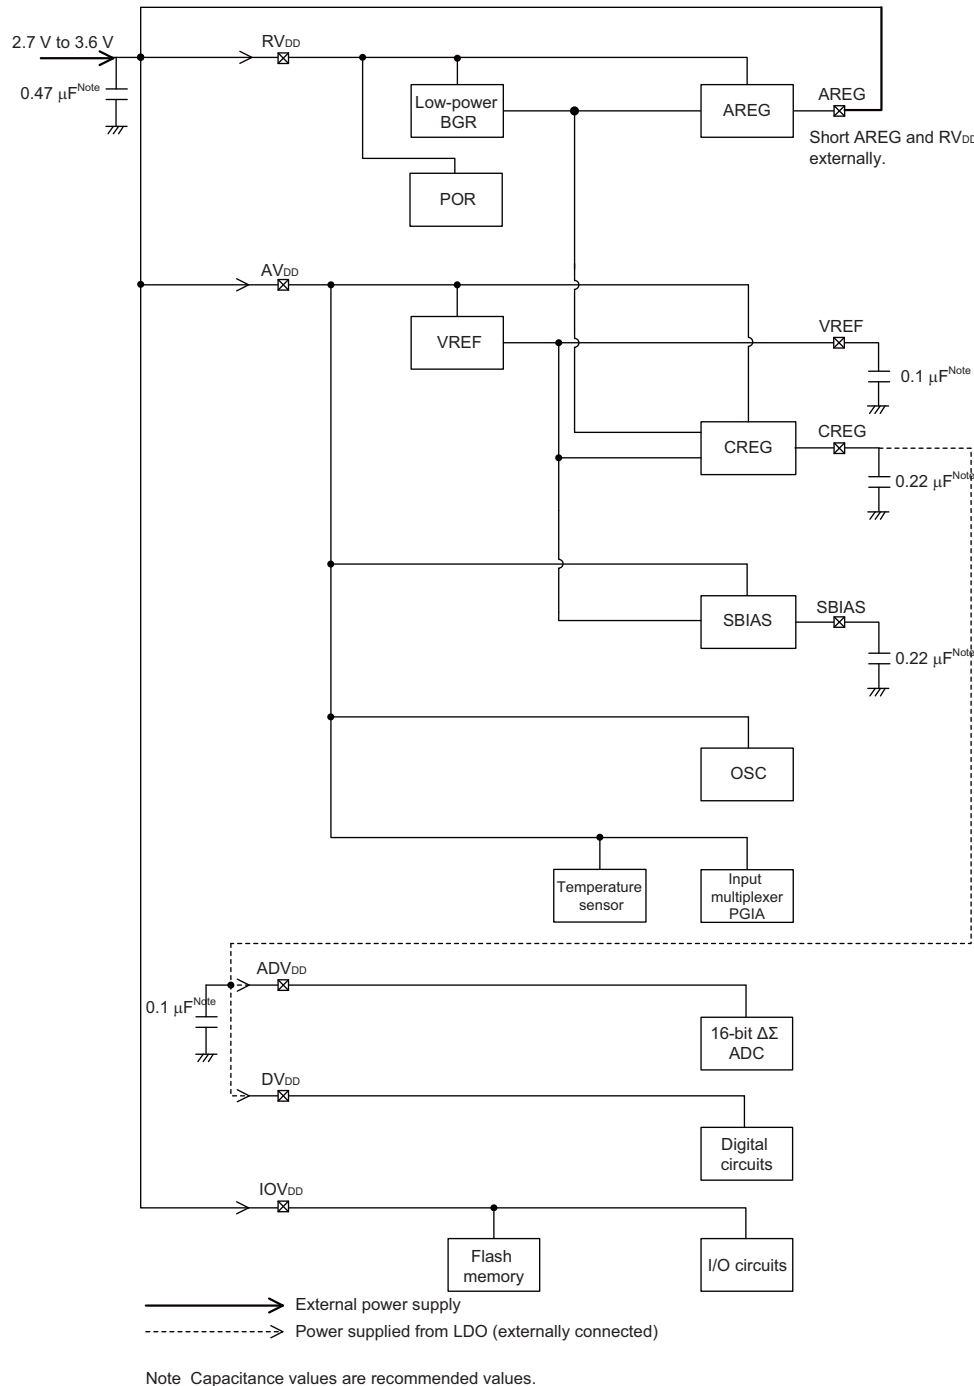 2.7 V to 3.6 V
RVDD
0.47 μFNote
Low-power
BGR
AREG
AREG
Short AREG and RVDD
externally.
POR
AVDD
VREF
VREF
0.1 μFNote
CREG
CREG
0.22 μFNote
SBIAS
SBIAS
0.22 μFNote
OSC
Temperature
sensor
Input
multiplexer
PGIA
ADVDD
0.1 μFNote
16-bit ΔΣ
ADC
DVDD
Digital
circuits
IOVDD
Flash
memory
I/O circuits
External power supply
Power supplied from LDO (externally connected)
Note Capacitance values are recommended values.